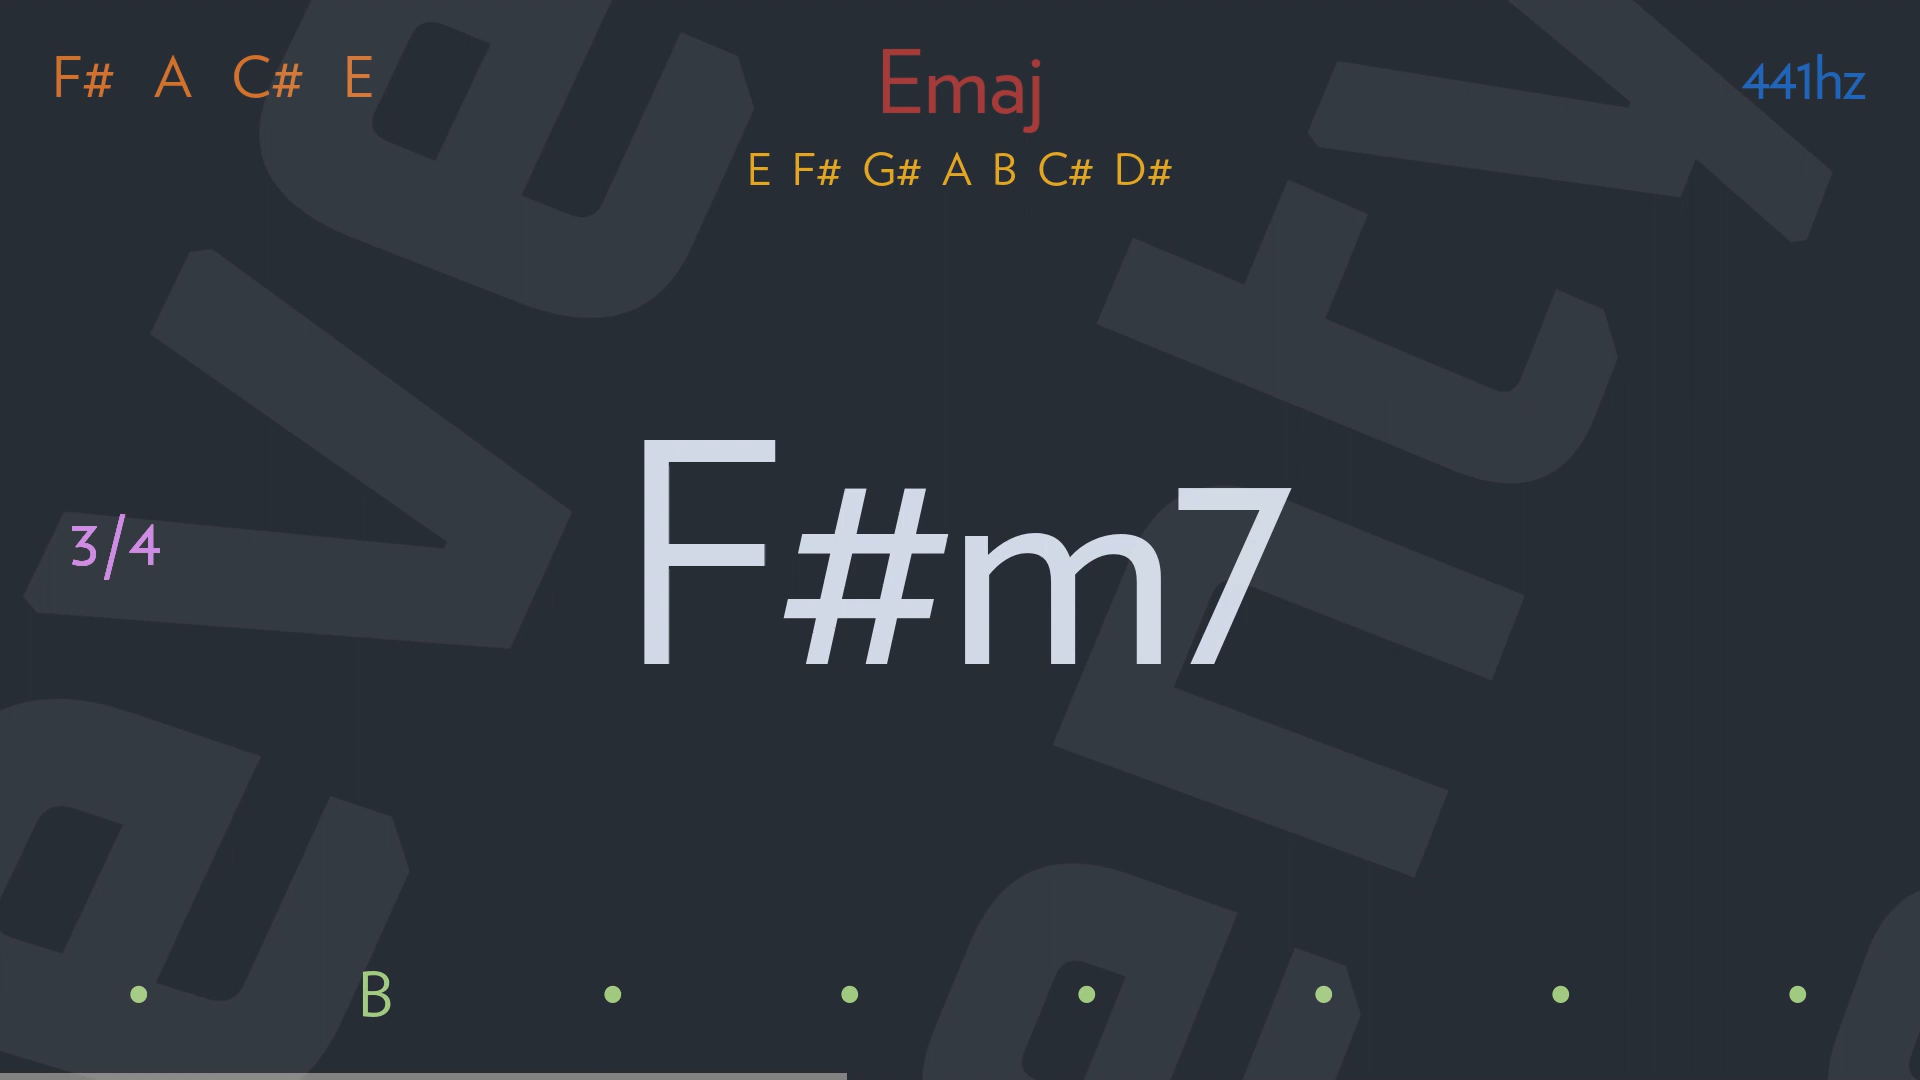 F# A C# E
Emaj
441hz
E F# G# A B C# D#
3/4
F#m7
B